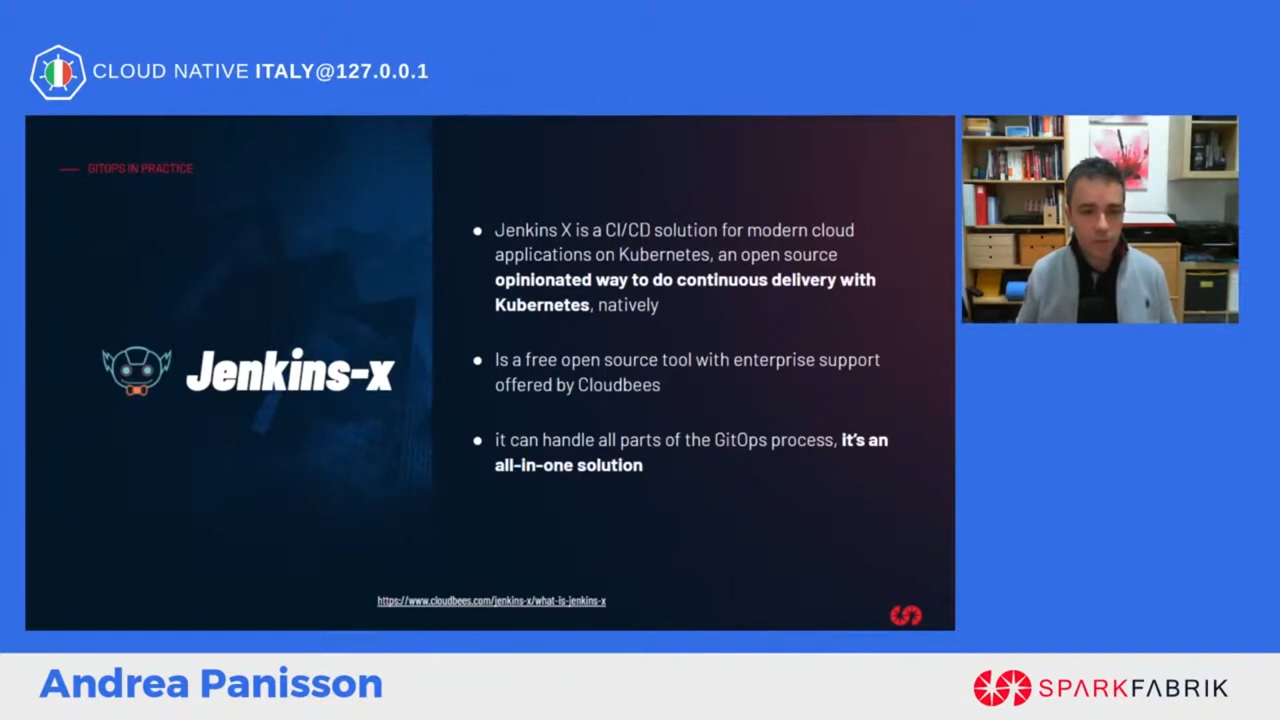 CLOUD NATIVE ITALY@127.0.0.1
GITOPS IN PRACTICE
Jenkins-x
● Jenkins X is a CI/CD solution for modern cloud
applications on Kubernetes, an open source
opinionated way to do continuous delivery with
Kubernetes, natively
● Is a free open source tool with enterprise support
offered by Cloudbees
● it can handle all parts of the GitOps process, it's an
all-in-one solution
https://www.cloudbees.com/jenkins-x/what-is-jenkins-x
Andrea Panisson
SPARKFABRIK